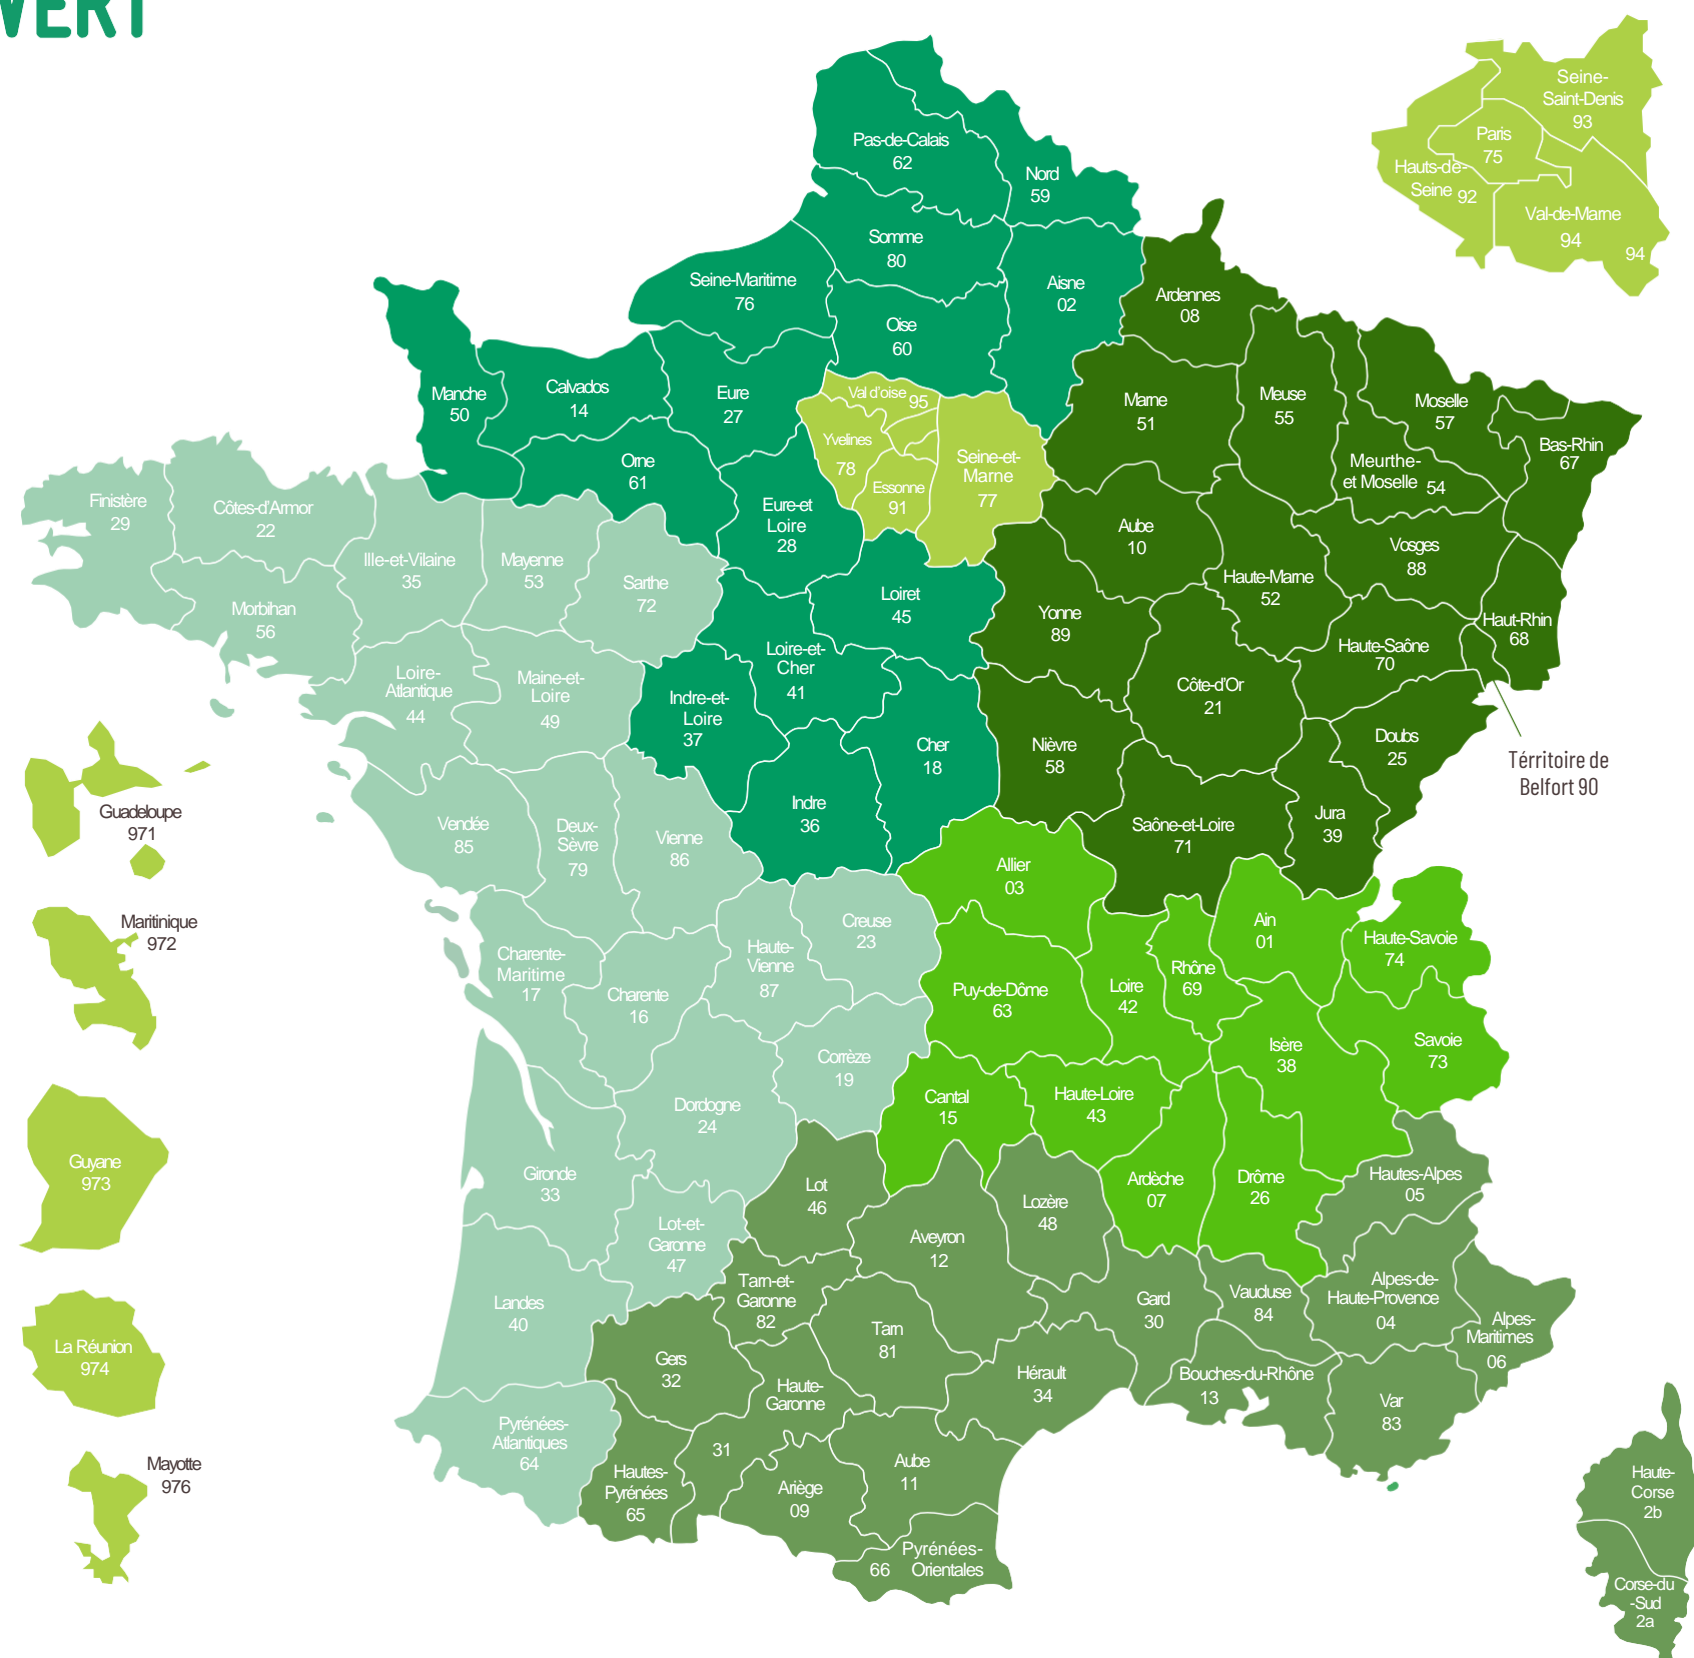 VERT
Seine-
Saint-Denis
93
Paris
75
Hauts-de-
Seine 92
Val-de-Marne
94
94
Pas-de-Calais
62
Nord
59
Somme
80
Seine-Maritime
76
Aisne
02
Ardennes
08
Oise
60
Manche
50
Calvados
14
Eure
27
Val d'oise 95
Marne
51
Meuse
55
Moselle
57
Bas-Rhin
67
Yvelines
78
Orne
61
Seine-et-
Marne
77
Meurthe-
et Moselle 54
Essonne
91
Finistère
29
Côtes-d'Armor
22
Eure-et
Loire
28
Aube
10
Vosges
88
Ille-et-Vilaine
35
Mayenne
53
Sarthe
72
Loiret
45
Haute-Marne
52
Morbihan
56
Yonne
89
Haut-Rhin
68
Haute-Saône
70
Loire-et-
Cher
41
Loire-
Atlantique
44
Maine-et-
Loire
49
Indre-et-
Loire
37
Côte-d'Or
21
Cher
18
Nièvre
58
Doubs
25
Térritoire de
Belfort 90
Guadeloupe
971
Vendée
85
Deux-
Sèvre
79
Vienne
86
Indre
36
Saône-et-Loire
71
Jura
39
Allier
03
Maritinique
972
Creuse
23
Ain
01
Haute-Savoie
74
Charente-
Maritime
17
Haute-
Vienne
87
Charente
16
Puy-de-Dôme
63
Loire
42
Rhône
69
Isère
38
Savoie
73
Corrèze
19
Dordogne
24
Cantal
15
Haute-Loire
43
Guyane
973
Gironde
33
Lot
46
Lozère
48
Ardèche
07
Drôme
26
Hautes-Alpes
05
Lot-et-
Garonne
47
Aveyron
12
Landes
40
Tarn-et-
Garonne
82
Gard
30
Vaucluse
84
Alpes-de-
Haute-Provence
04
Alpes-
Maritimes
06
La Réunion
974
Gers
32
Tarn
81
Haute-
Garonne
31
Hérault
34
Bouches-du-Rhône
13
Var
83
Pyrénées-
Atlantiques
64
Mayotte
976
Hautes-
Pyrénées
65
Ariège
09
Aube
11
Haute-
Corse
2b
66
Pyrénées-
Orientales
Corse-du
-Sud
2a